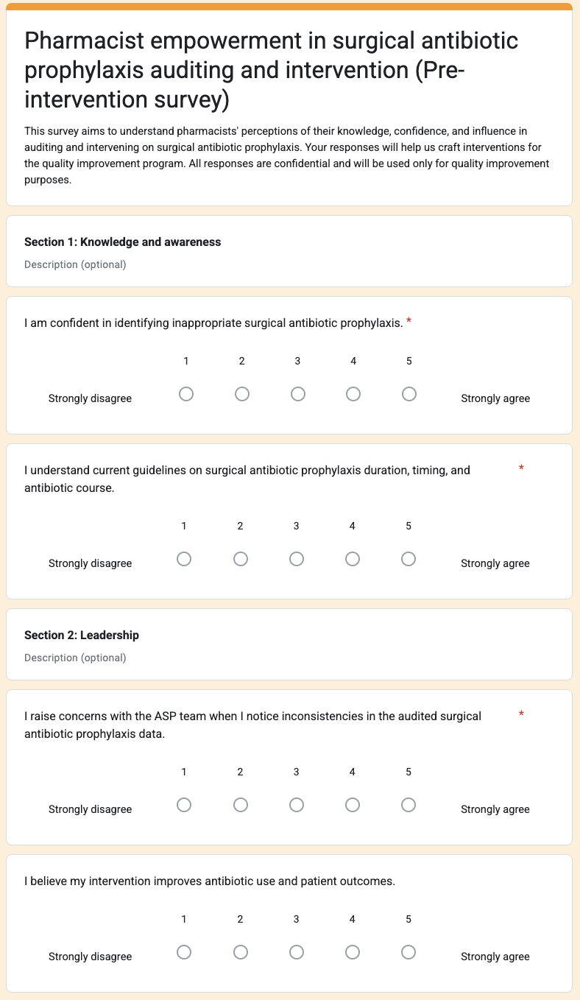 Pharmacist empowerment in surgical antibiotic
prophylaxis auditing and intervention (Pre-
intervention survey)
This survey aims to understand pharmacists' perceptions of their knowledge, confidence, and influence in
auditing and intervening on surgical antibiotic prophylaxis. Your responses will help us craft interventions for
the quality improvement program. All responses are confidential and will be used only for quality improvement
purposes.
Section 1: Knowledge and awareness
Description (optional)
I am confident in identifying inappropriate surgical antibiotic prophylaxis. *
1 2 3 4 5
Strongly disagree Strongly agree
I understand current guidelines on surgical antibiotic prophylaxis duration, timing, and *
antibiotic course.
1 2 3 4 5
Strongly disagree Strongly agree
Section 2: Leadership
Description (optional)
I raise concerns with the ASP team when I notice inconsistencies in the audited surgical *
antibiotic prophylaxis data.
1 2 3 4 5
Strongly disagree Strongly agree
I believe my intervention improves antibiotic use and patient outcomes.
1 2 3 4 5
Strongly disagree Strongly agree